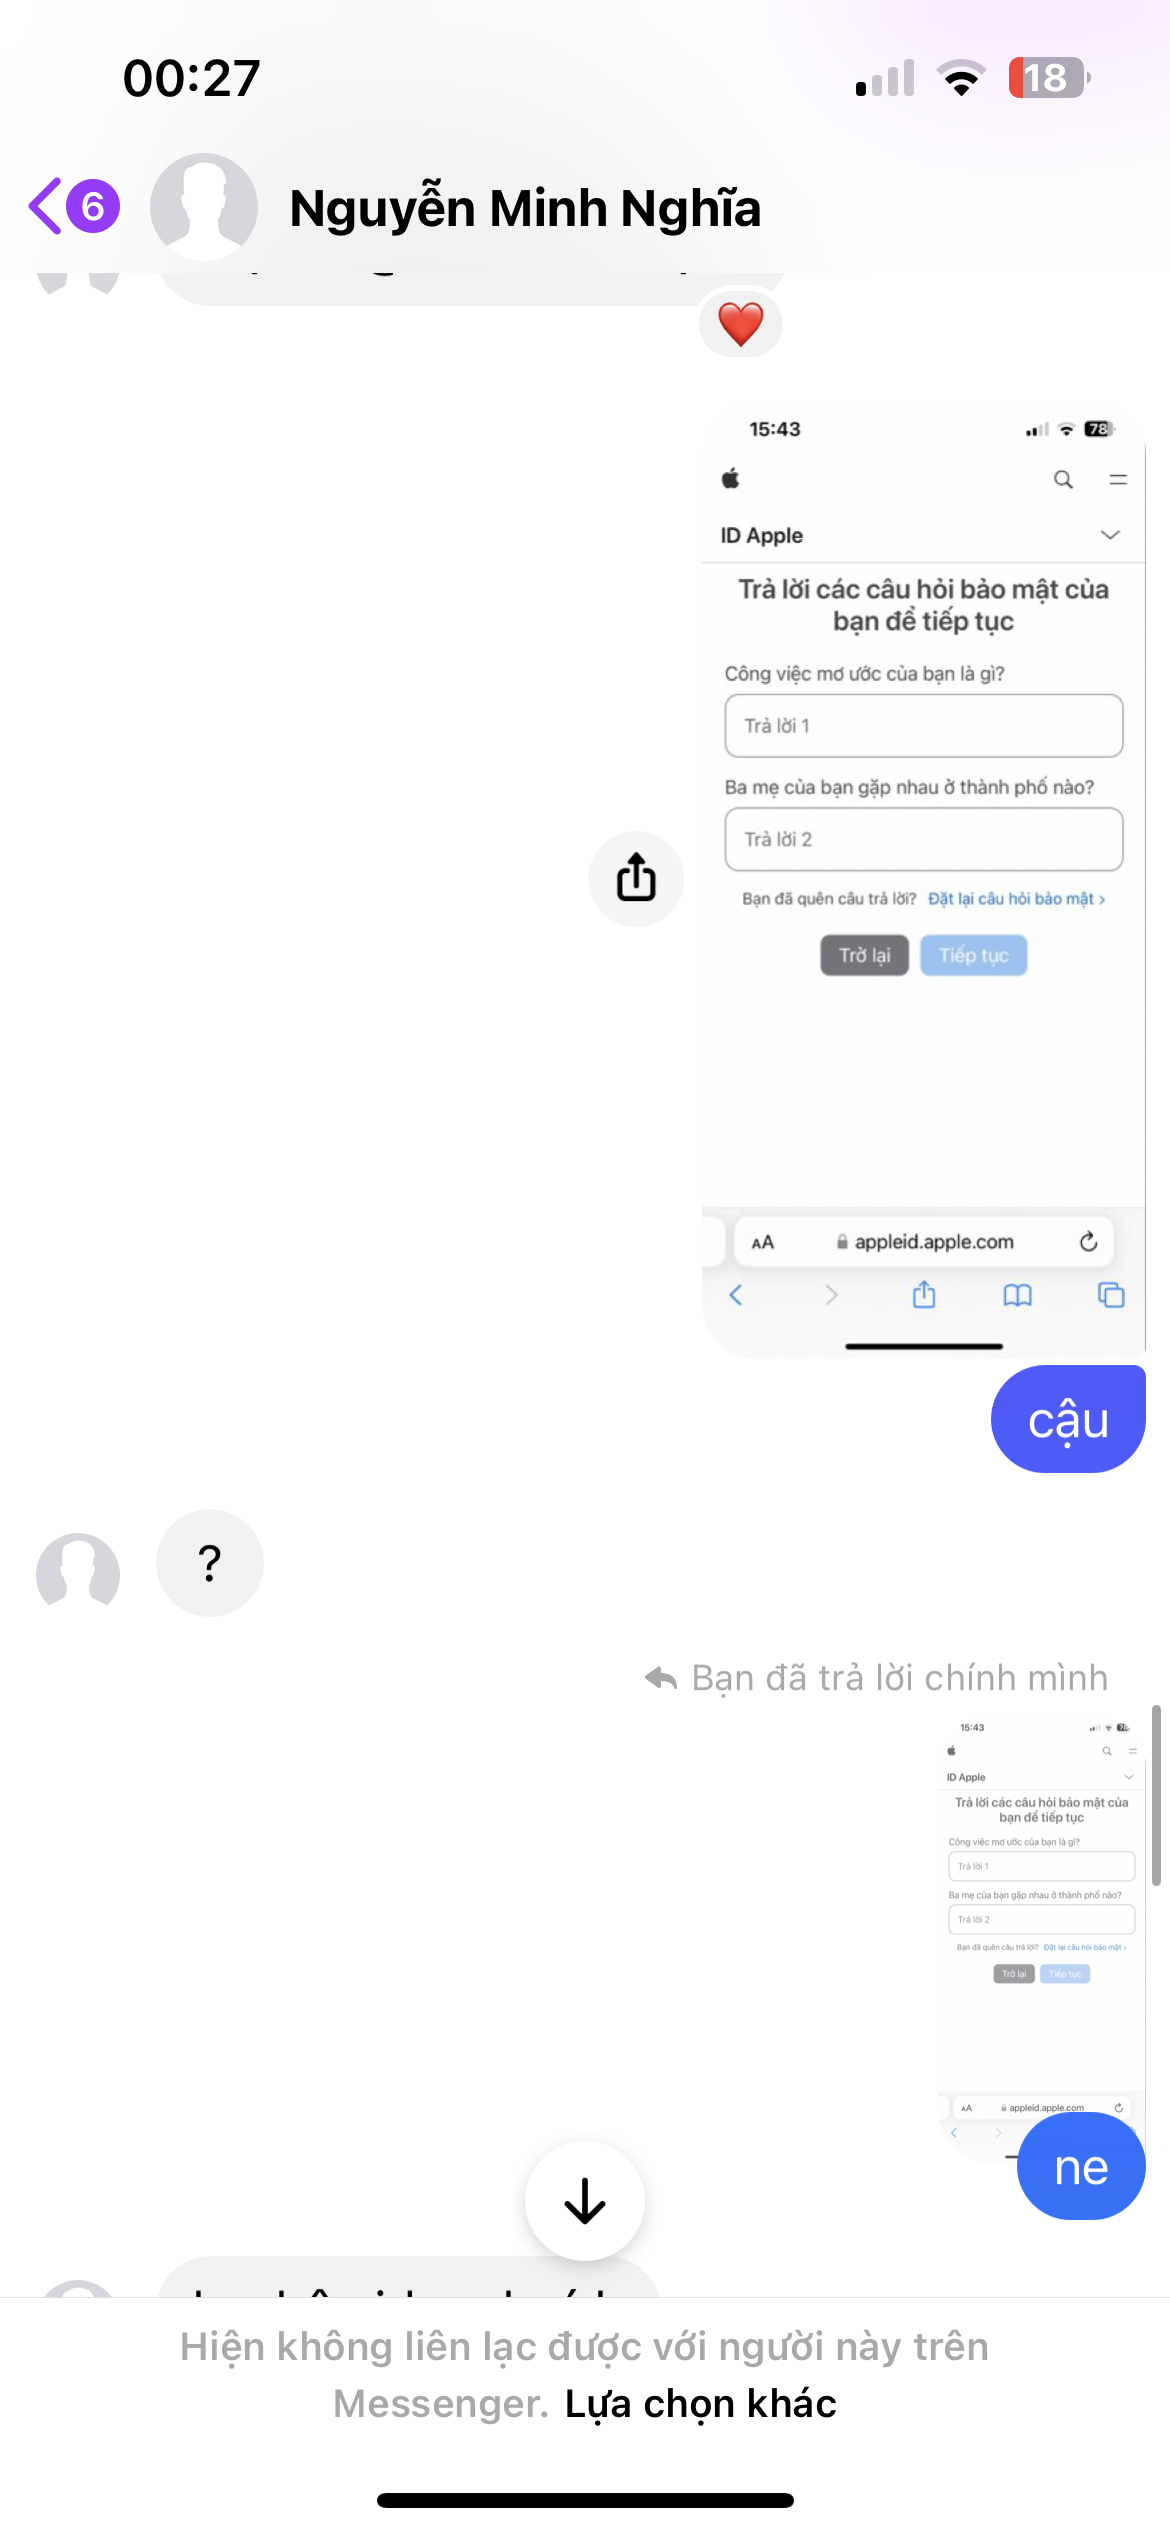 00:27
18
6
Nguyễn Minh Nghĩa
15:43
78
ID Apple
Trả lời các câu hỏi bảo mật của
bạn để tiếp tục
Công việc mơ ước của bạn là gì?
Trả lời 1
Ba mẹ của bạn gặp nhau ở thành phố nào?
Trả lời 2
Bạn đã quên câu trả lời? Đặt lại câu hỏi bảo mật >
Trở lại
Tiếp tục
AA
appleid.apple.com
cậu
?
Bạn đã trả lời chính mình
15:43
ID Apple
Trả lời các câu hỏi bảo mật của
bạn để tiếp tục
Công việc mơ ước của bạn là gì?
Trả lời 1
Ba mẹ của bạn gặp nhau ở thành phố nào?
Trả lời 2
Bạn đã quên câu trả lời? Đặt lại câu hỏi bảo mật >
Trở lại
Tiếp tục
AA
appleid.apple.com
ne
Hiện không liên lạc được với người này trên
Messenger. Lựa chọn khác